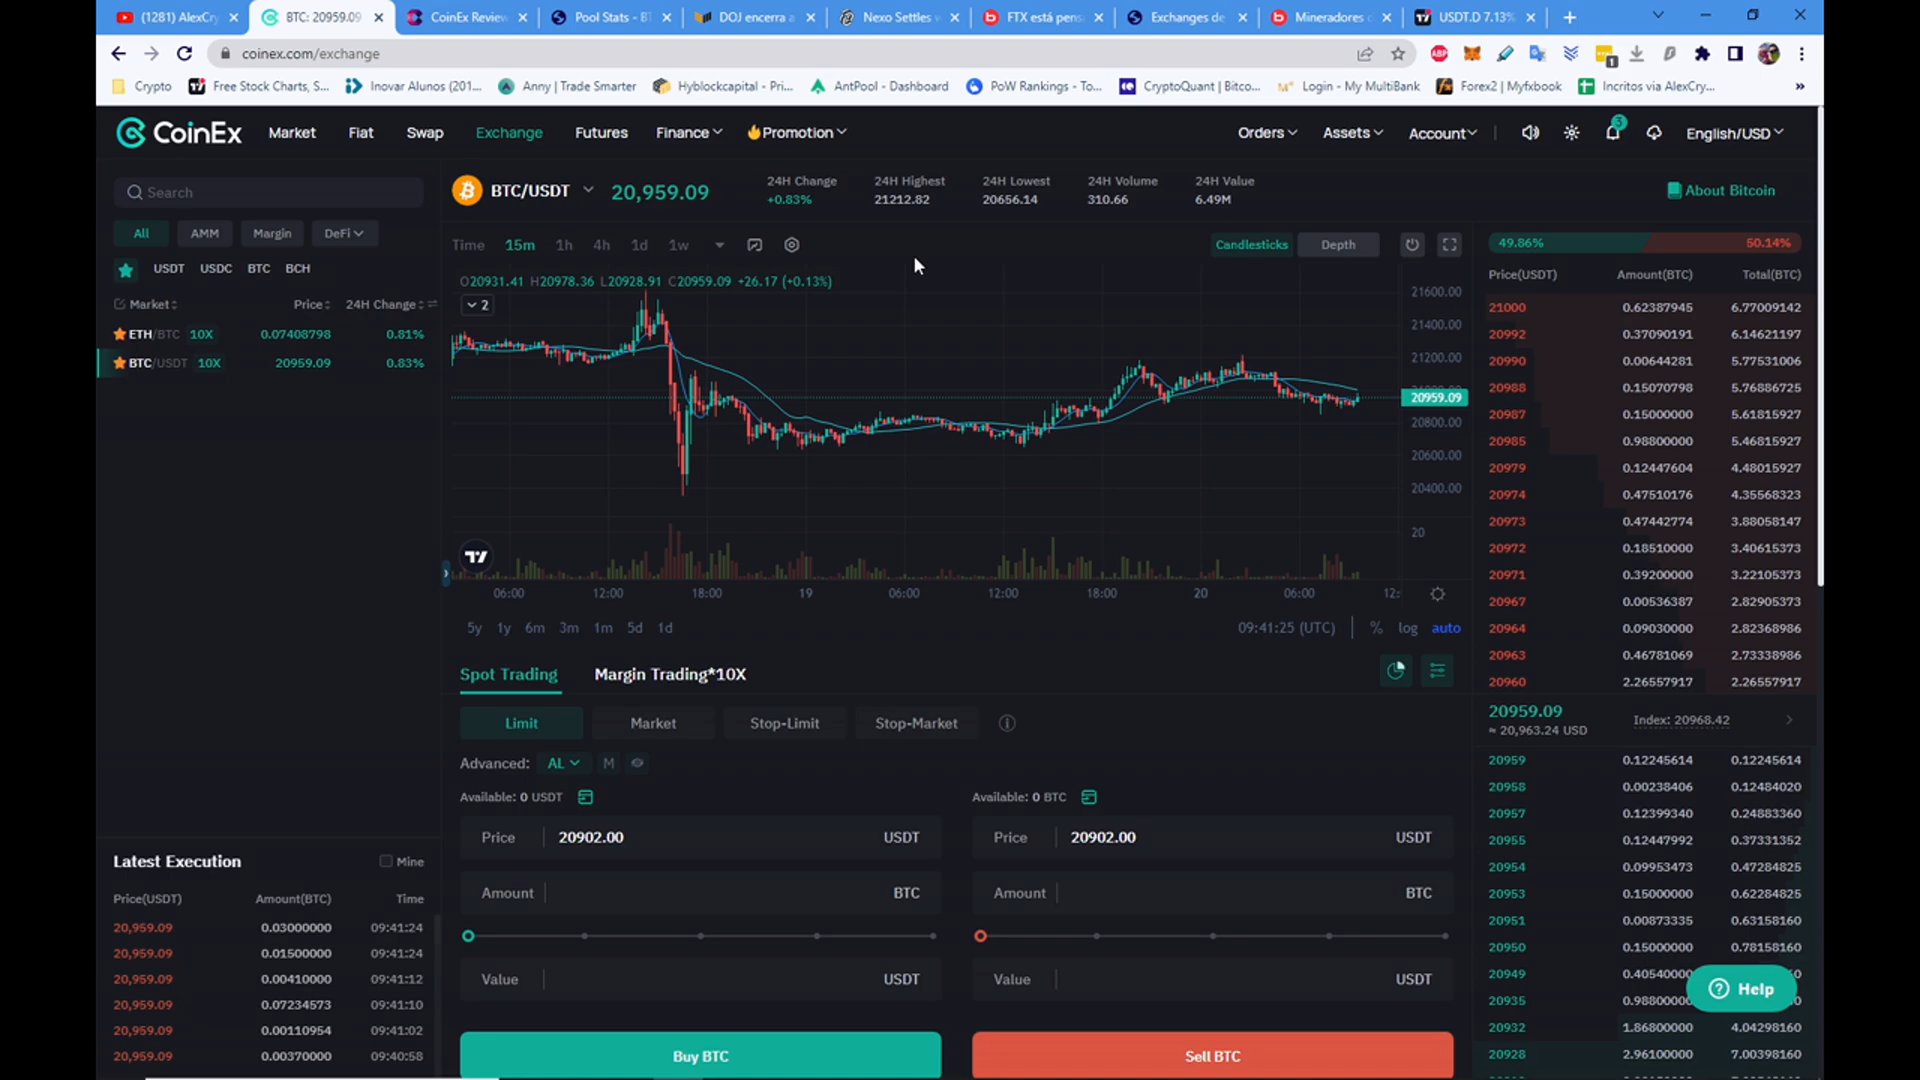 (1281) AlexCry
BTC: 20959.09
CoinEx Review
Pool Stats - BT
DOJ encerra a
Nexo Settles w
FTX está pens
Exchanges de
Mineradores
USDT.D 7.13%
coinex.com/exchange
Crypto
Free Stock Charts, S...
Inovar Alunos (201...
Anny | Trade Smarter
Hyblockcapital - Pri...
AntPool - Dashboard
PoW Rankings - To...
CryptoQuant | Bitco...
Login - My MultiBank
Forex2 | Myfxbook
Incritos via AlexCry...
CoinEx
Market
Fiat
Swap
Exchange
Futures
Finance
Promotion
Orders
Assets
Account
3
English/USD
Search
All
AMM
Margin
DeFi
USDT
USDC
BTC
BCH
Market
Price
24H Change
ETH/BTC 10X 0.07408798 0.81%
BTC/USDT 10X 20959.09 0.83%
BTC/USDT
20,959.09
24H Change
+0.83%
24H Highest
21212.82
24H Lowest
20656.14
24H Volume
310.66
24H Value
6.49M
About Bitcoin
Time 15m 1h 4h 1d 1w
Candlesticks
Depth
O20931.41 H20978.36 L20928.91 C20959.09 +26.17 (+0.13%)
2
21600.00
21400.00
21200.00
20959.09
20800.00
20600.00
20400.00
20
06:00 12:00 18:00 19 06:00 12:00 18:00 20 06:00 12:
5y 1y 6m 3m 1m 5d 1d
09:41:25 (UTC)
% log auto
49.86% 50.14%
Price(USDT) Amount(BTC) Total(BTC)
21000 0.62387945 6.77009142
20992 0.37090191 6.14621197
20990 0.00644281 5.77531006
20988 0.15070798 5.76886725
20987 0.15000000 5.61815927
20985 0.98800000 5.46815927
20979 0.12447604 4.48015927
20974 0.47510176 4.35568323
20973 0.47442774 3.88058147
20972 0.18510000 3.40615373
20971 0.39200000 3.22105373
20967 0.00536387 2.82905373
20964 0.09030000 2.82368986
20963 0.46781069 2.73338986
20960 2.26557917 2.26557917
20959.09
≈ 20,963.24 USD
Index: 20968.42
20959 0.12245614 0.12245614
20958 0.00238406 0.12484020
20957 0.12399340 0.24883360
20955 0.12447992 0.37331352
20954 0.09953473 0.47284825
20953 0.15000000 0.62284825
20951 0.00873335 0.63158160
20950 0.15000000 0.78158160
20949 0.4054000
20935 0.9880000
20932 1.86800000 4.04298160
20928 2.96100000 7.00398160
Help
Spot Trading
Margin Trading*10X
Limit
Market
Stop-Limit
Stop-Market
Advanced: AL M
Available: 0 USDT
Price 20902.00 USDT
Amount BTC
Value USDT
Buy BTC
Available: 0 BTC
Price 20902.00 USDT
Amount BTC
Value USDT
Sell BTC
Latest Execution
Mine
Price(USDT) Amount(BTC) Time
20,959.09 0.03000000 09:41:24
20,959.09 0.01500000 09:41:24
20,959.09 0.00410000 09:41:12
20,959.09 0.07234573 09:41:10
20,959.09 0.00110954 09:41:02
20,959.09 0.00370000 09:40:58